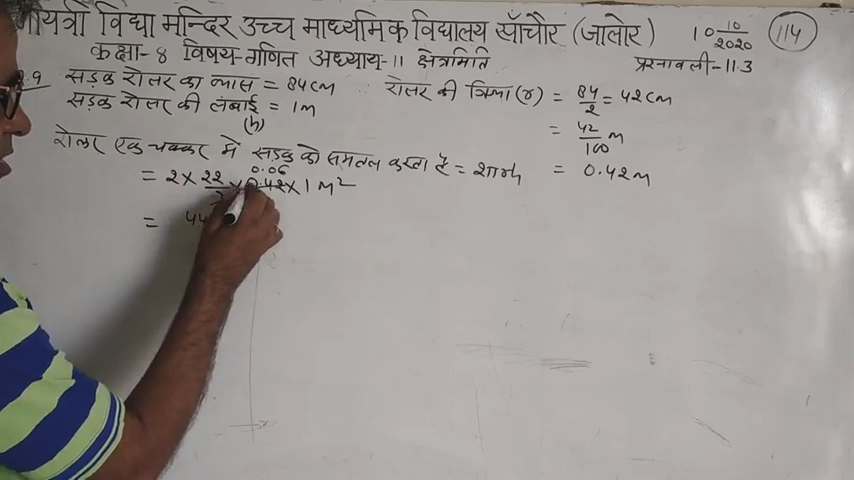 गायत्री विद्या मन्दिर उच्च माध्यमिक विद्यालय साँचौर (जालोर) 10 10/2020 114
कक्षा-8 विषय-गणित अध्याय-11 क्षेत्रमिति प्रश्नावली-11.3
.9 सड़क रोलर का व्यास = 84cm
सड़क रोलर की लंबाई = 1m
(h)
रोलर की त्रिज्या (r) = 84/2 = 42cm
= 42/100 m
= 0.42m
रोलर एक चक्कर में सड़क को समतल करता है = 2πrh
0.06
= 2 × 22/7 × 0.42 × 1 m²
= 44